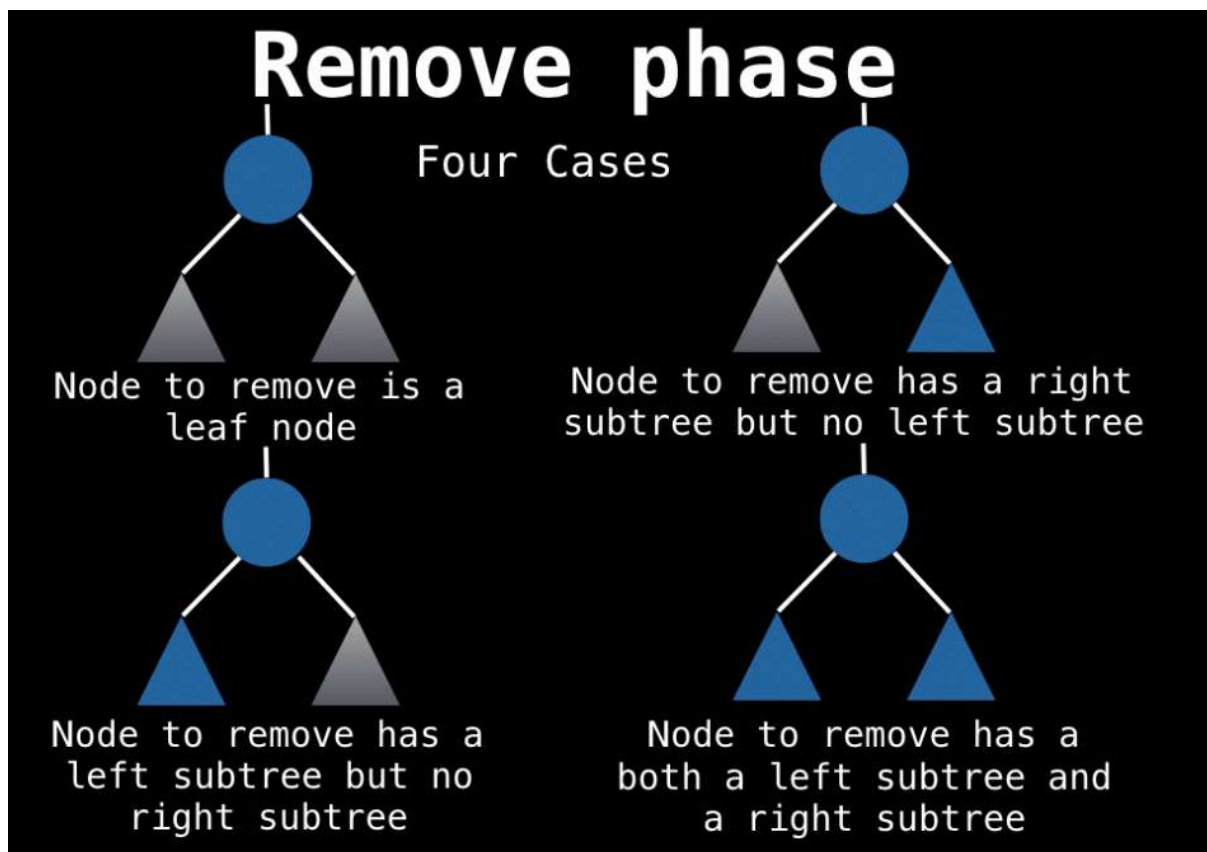 Remove phase
Four Cases
Node to remove is a
leaf node
Node to remove has a right
subtree but no left subtree
Node to remove has a
left subtree but no
right subtree
Node to remove has a
both a left subtree and
a right subtree